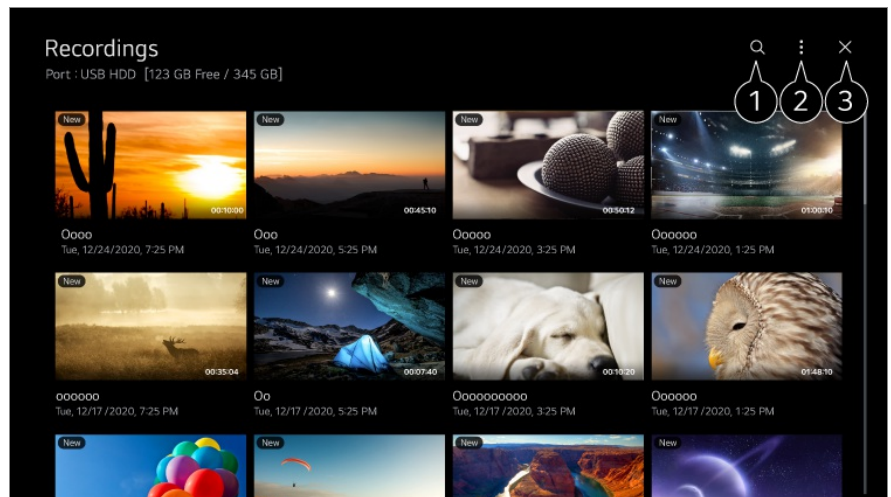 Recordings
Port : USB HDD [123 GB Free / 345 GB]
1 2 3
New New New New
00:10:00 00:45:10 00:50:12 01:00:10
Oooo Ooo Ooooo Oooooo
Tue, 12/24/2020, 7:25 PM Tue, 12/24/2020, 5:25 PM Tue, 12/24/2020, 3:25 PM Tue, 12/24/2020, 1:25 PM
New New New New
00:35:04 00:07:40 00:10:20 01:48:10
oooooo Oo Oooooooooo Oooooo
Tue, 12/17/2020, 7:25 PM Tue, 12/17/2020, 5:25 PM Tue, 12/17/2020, 3:25 PM Tue, 12/17/2020, 1:25 PM
New New New New